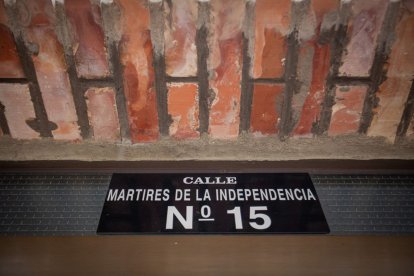 CALLE
MARTIRES DE LA INDEPENDENCIA
Nº 15